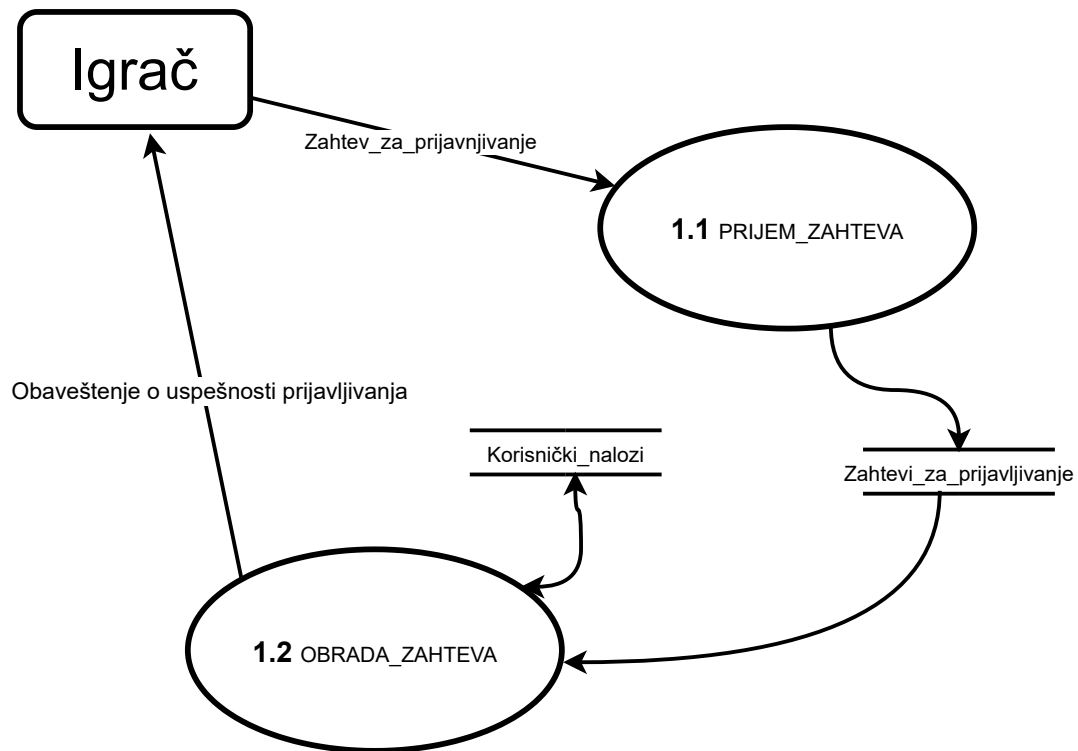 Igrač
Zahtev_za_prijavnjivanje
1.1 PRIJEM_ZAHTEVA
Obaveštenje o uspešnosti prijavljivanja
Korisnički_nalozi
Zahtevi_za_prijavljivanje
1.2 OBRADA_ZAHTEVA